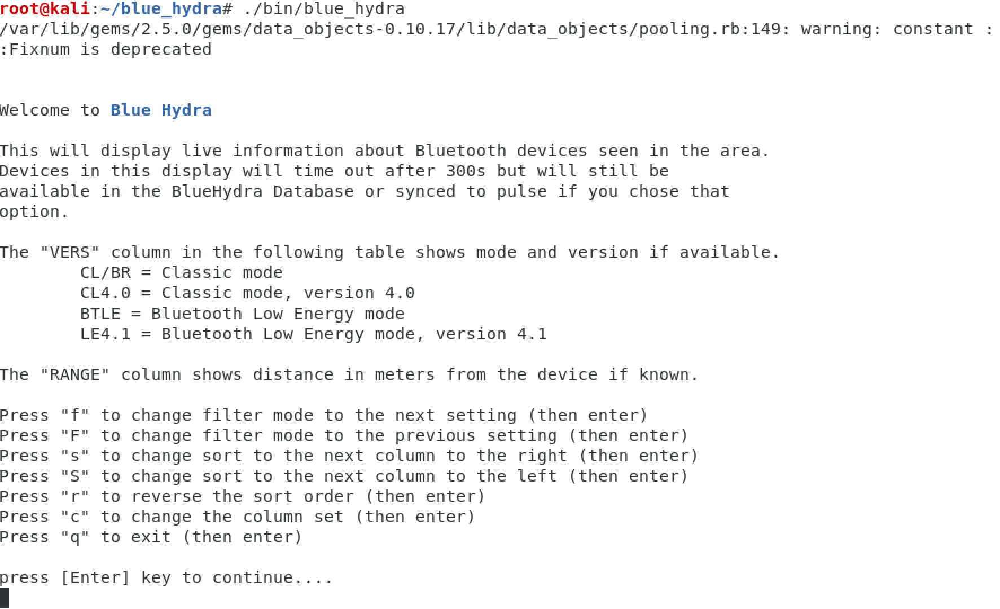 root@kali:~/blue_hydra# ./bin/blue_hydra
/var/lib/gems/2.5.0/gems/data_objects-0.10.17/lib/data_objects/pooling.rb:149: warning: constant :
:Fixnum is deprecated
Welcome to Blue Hydra
This will display live information about Bluetooth devices seen in the area.
Devices in this display will time out after 300s but will still be
available in the BlueHydra Database or synced to pulse if you chose that
option.
The "VERS" column in the following table shows mode and version if available.
CL/BR = Classic mode
CL4.0 = Classic mode, version 4.0
BTLE = Bluetooth Low Energy mode
LE4.1 = Bluetooth Low Energy mode, version 4.1
The "RANGE" column shows distance in meters from the device if known.
Press "f" to change filter mode to the next setting (then enter)
Press "F" to change filter mode to the previous setting (then enter)
Press "s" to change sort to the next column to the right (then enter)
Press "S" to change sort to the next column to the left (then enter)
Press "r" to reverse the sort order (then enter)
Press "c" to change the column set (then enter)
Press "q" to exit (then enter)
press [Enter] key to continue....